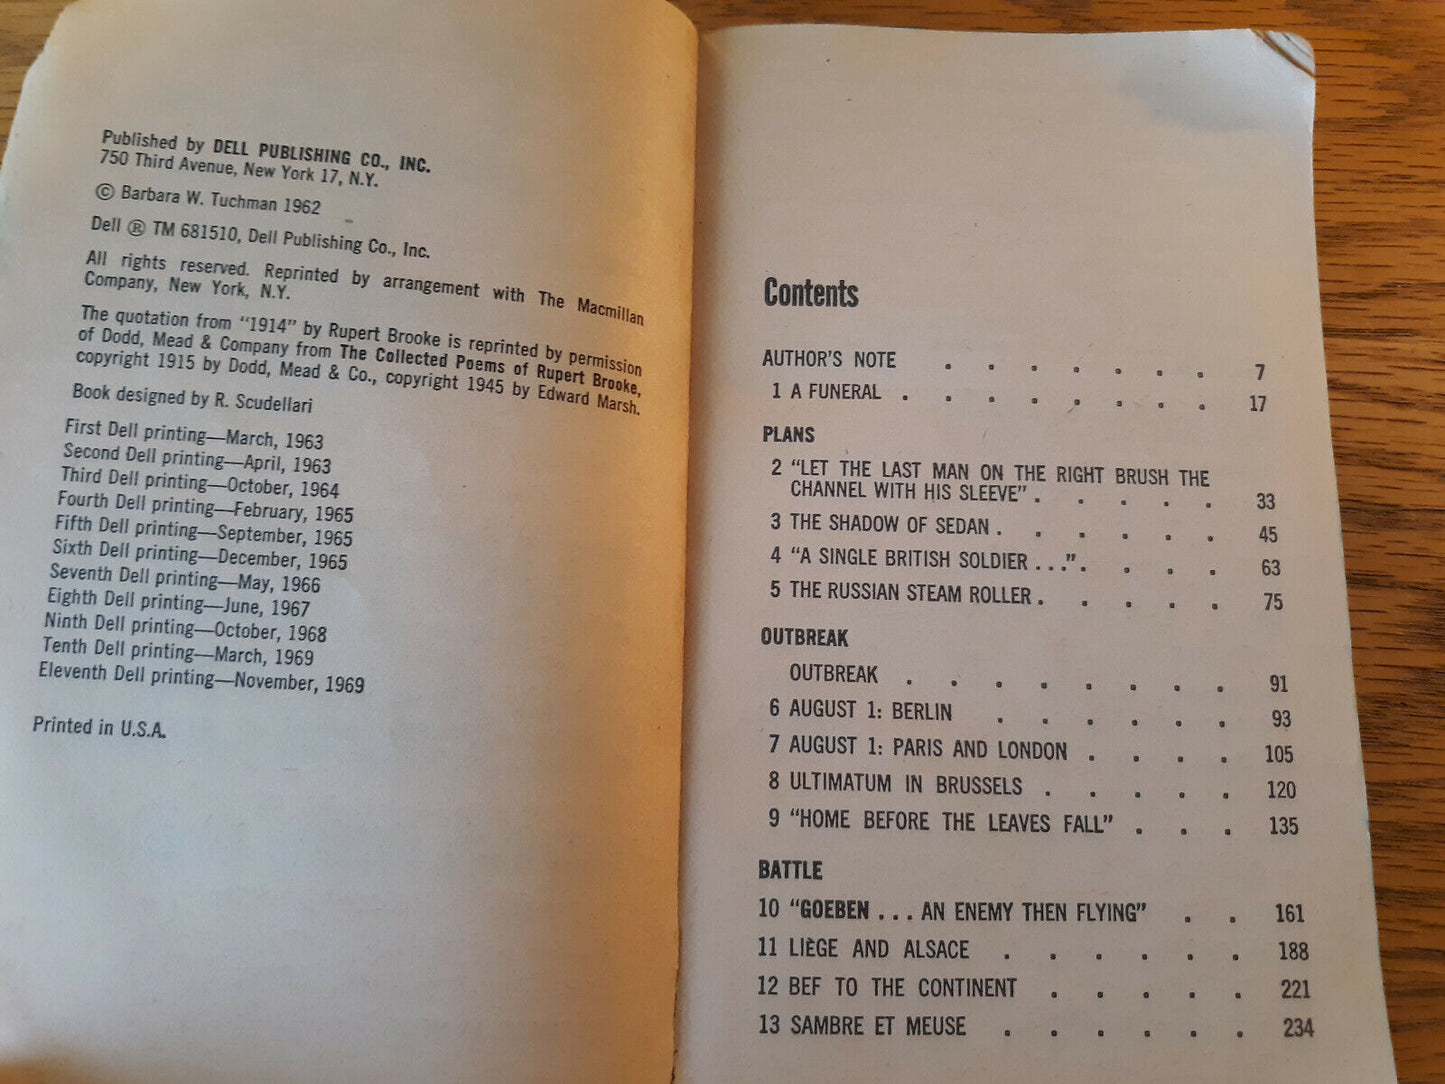 Published by DELL PUBLISHING CO., INC.
750 Third Avenue, New York 17, N.Y.
© Barbara W. Tuchman 1962
Dell ® TM 681510, Dell Publishing Co., Inc.
All rights reserved. Reprinted by arrangement with The Macmillan
Company, New York, N.Y.
The quotation from "1914" by Rupert Brooke is reprinted by permission
of Dodd, Mead & Company from The Collected Poems of Rupert Brooke,
copyright 1915 by Dodd, Mead & Co., copyright 1945 by Edward Marsh.
Book designed by R. Scudellari
First Dell printing—March, 1963
Second Dell printing—April, 1963
Third Dell printing—October, 1964
Fourth Dell printing—February, 1965
Fifth Dell printing—September, 1965
Sixth Dell printing—December, 1965
Seventh Dell printing—May, 1966
Eighth Dell printing—June, 1967
Ninth Dell printing—October, 1968
Tenth Dell printing—March, 1969
Eleventh Dell printing—November, 1969
Printed in U.S.A.
Contents
AUTHOR'S NOTE . . . . . . . 7
1 A FUNERAL . . . . . . . . 17
PLANS
2 "LET THE LAST MAN ON THE RIGHT BRUSH THE
CHANNEL WITH HIS SLEEVE" . . . . . 33
3 THE SHADOW OF SEDAN . . . . . . 45
4 "A SINGLE BRITISH SOLDIER . . ." . . . . 63
5 THE RUSSIAN STEAM ROLLER . . . . . 75
OUTBREAK
OUTBREAK . . . . . . . . 91
6 AUGUST 1: BERLIN . . . . . . 93
7 AUGUST 1: PARIS AND LONDON . . . . 105
8 ULTIMATUM IN BRUSSELS . . . . . 120
9 "HOME BEFORE THE LEAVES FALL" . . . 135
BATTLE
10 "GOEBEN . . . AN ENEMY THEN FLYING" . . 161
11 LIÈGE AND ALSACE . . . . . . 188
12 BEF TO THE CONTINENT . . . . . 221
13 SAMBRE ET MEUSE . . . . . . 234